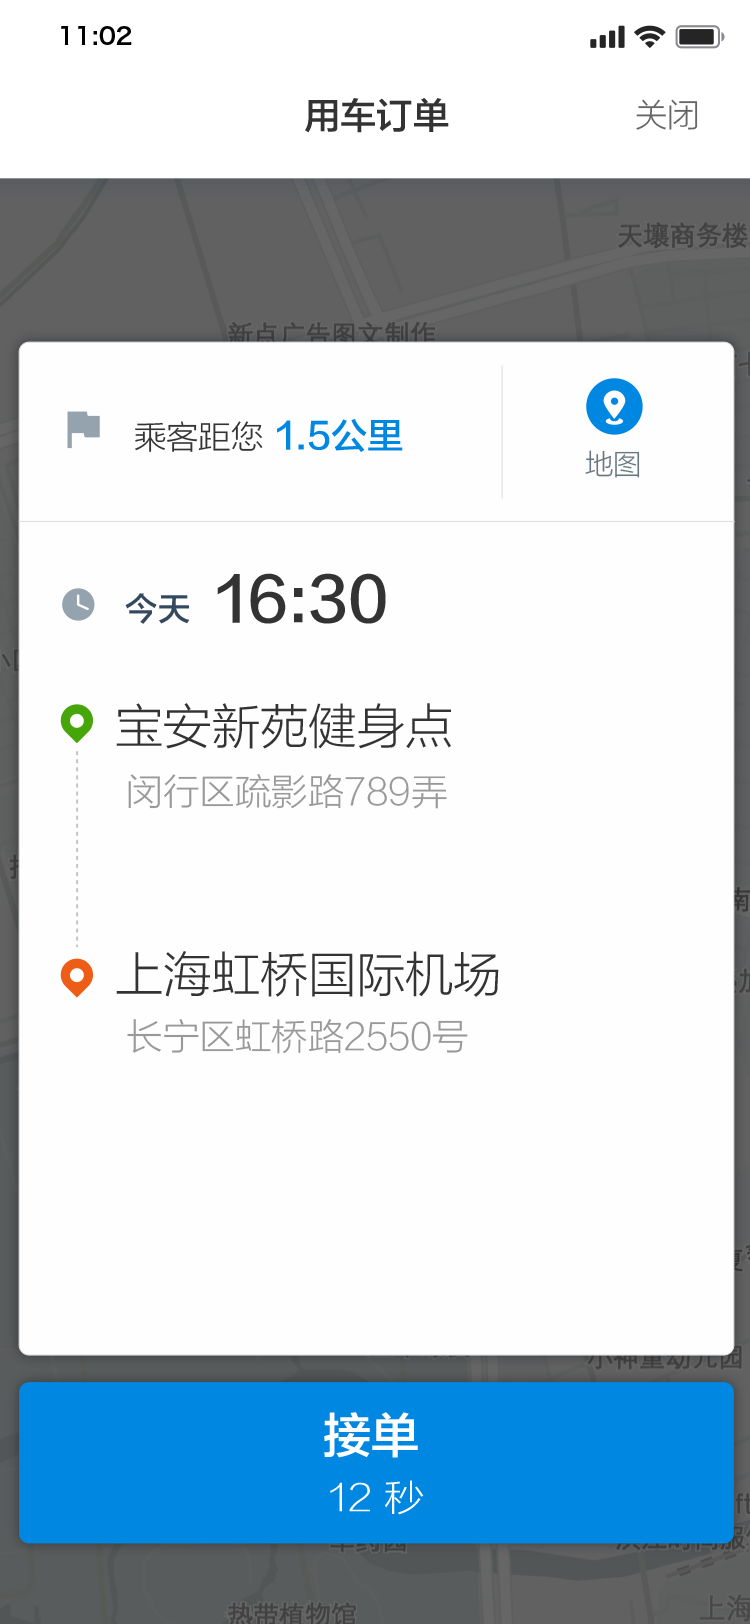 11:02
用车订单
关闭
天壤商务楼
新点广告图文制作
乘客距您 1.5公里
地图
今天 16:30
宝安新苑健身点
闵行区疏影路789弄
上海虹桥国际机场
长宁区虹桥路2550号
小神童幼儿园
接单
12 秒
热带植物馆
上海